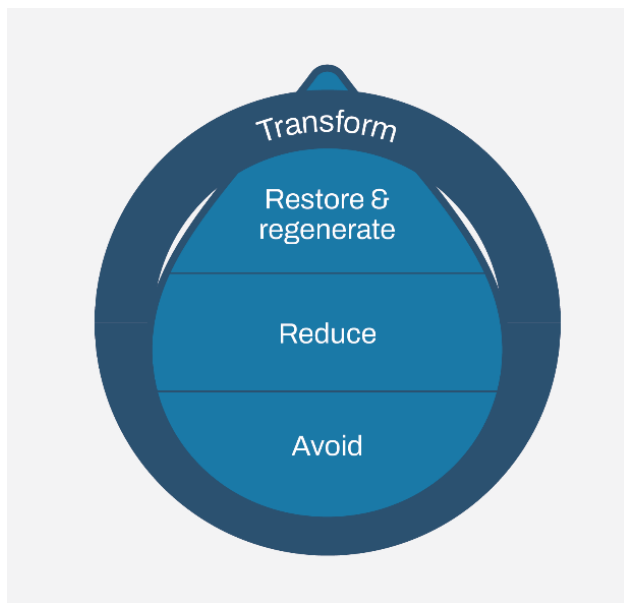 Transform
Restore &
regenerate
Reduce
Avoid